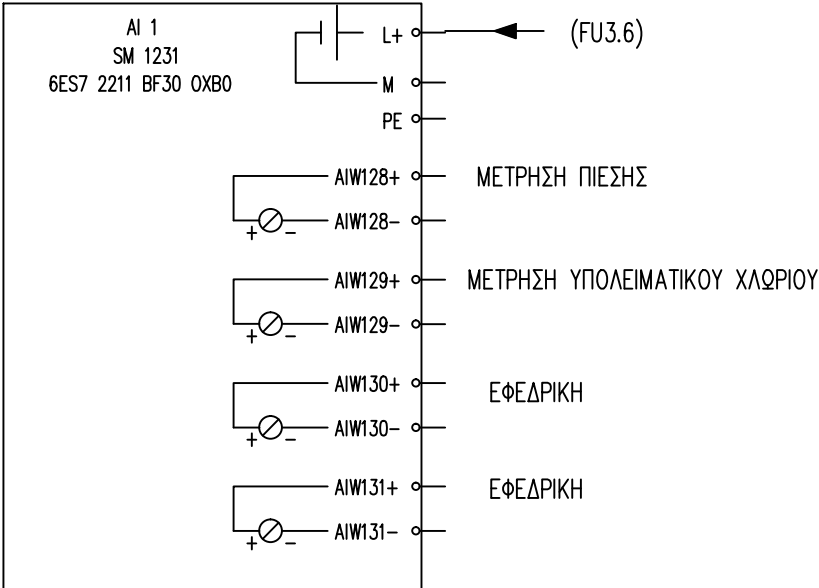 AI 1
SM 1231
6ES7 2211 BF30 0XB0
L+
(FU3.6)
M
PE
AIW128+ ΜΕΤΡΗΣΗ ΠΙΕΣΗΣ
AIW128–
+ –
AIW129+ ΜΕΤΡΗΣΗ ΥΠΟΛΕΙΜΑΤΙΚΟΥ ΧΛΩΡΙΟΥ
AIW129–
+ –
AIW130+ ΕΦΕΔΡΙΚΗ
AIW130–
+ –
AIW131+ ΕΦΕΔΡΙΚΗ
AIW131–
+ –